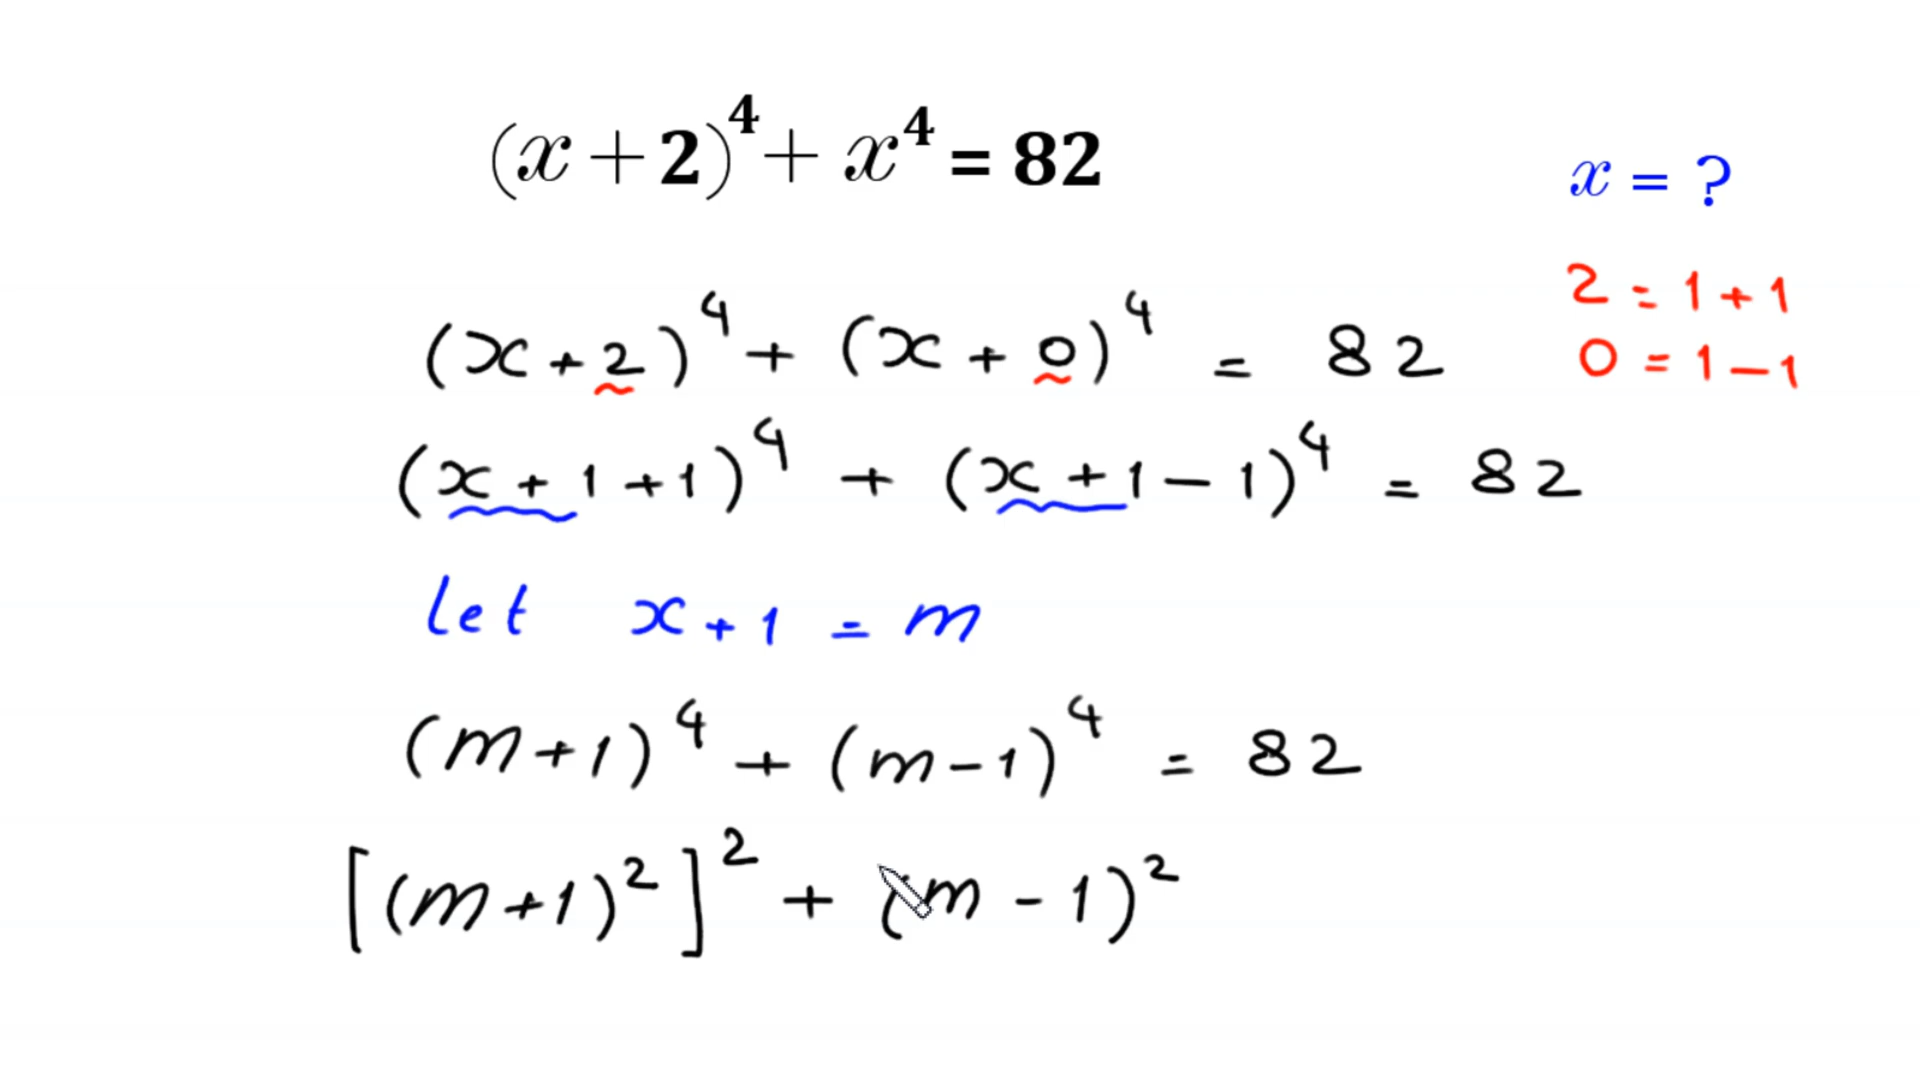 (x + 2)⁴ + x⁴ = 82
x = ?
2 = 1 + 1
0 = 1 - 1
(x + 2)⁴ + (x + 0)⁴ = 82
(x + 1 + 1)⁴ + (x + 1 - 1)⁴ = 82
let x + 1 = m
(m + 1)⁴ + (m - 1)⁴ = 82
[(m + 1)²]² + (m - 1)²